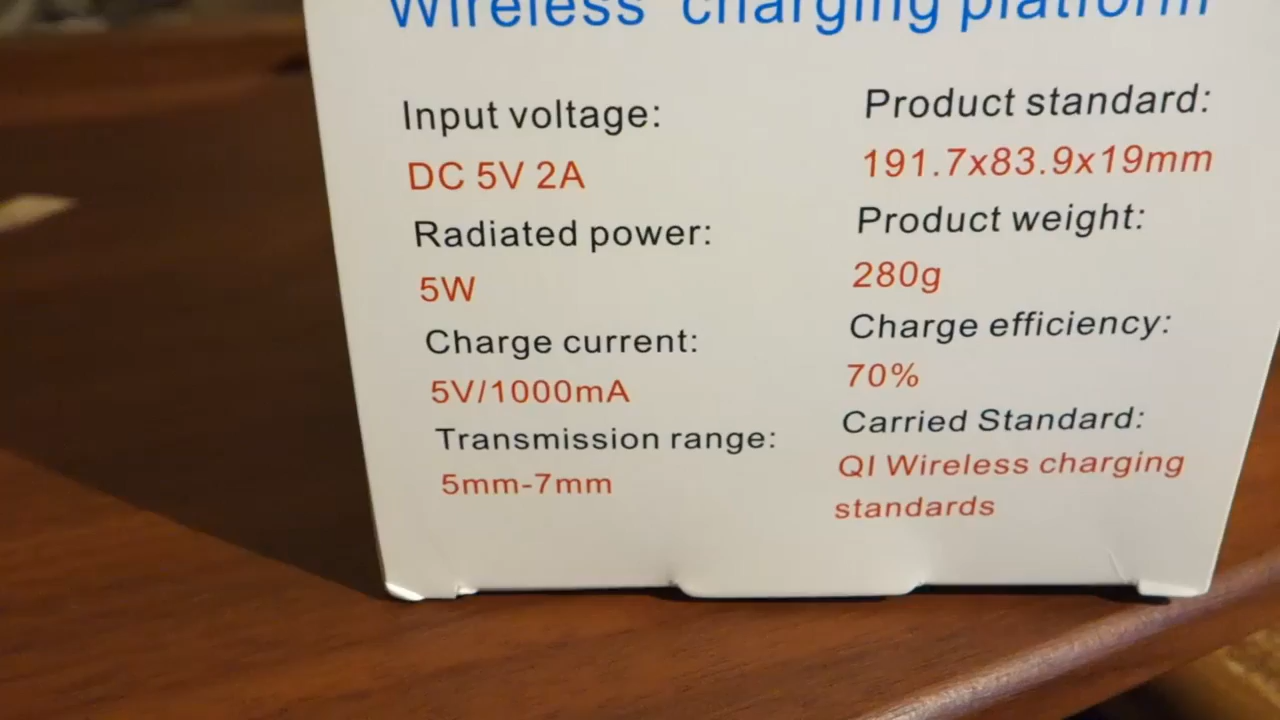 Wireless charging platform
Input voltage:
DC 5V 2A
Radiated power:
5W
Charge current:
5V/1000mA
Transmission range:
5mm-7mm
Product standard:
191.7x83.9x19mm
Product weight:
280g
Charge efficiency:
70%
Carried Standard:
QI Wireless charging
standards